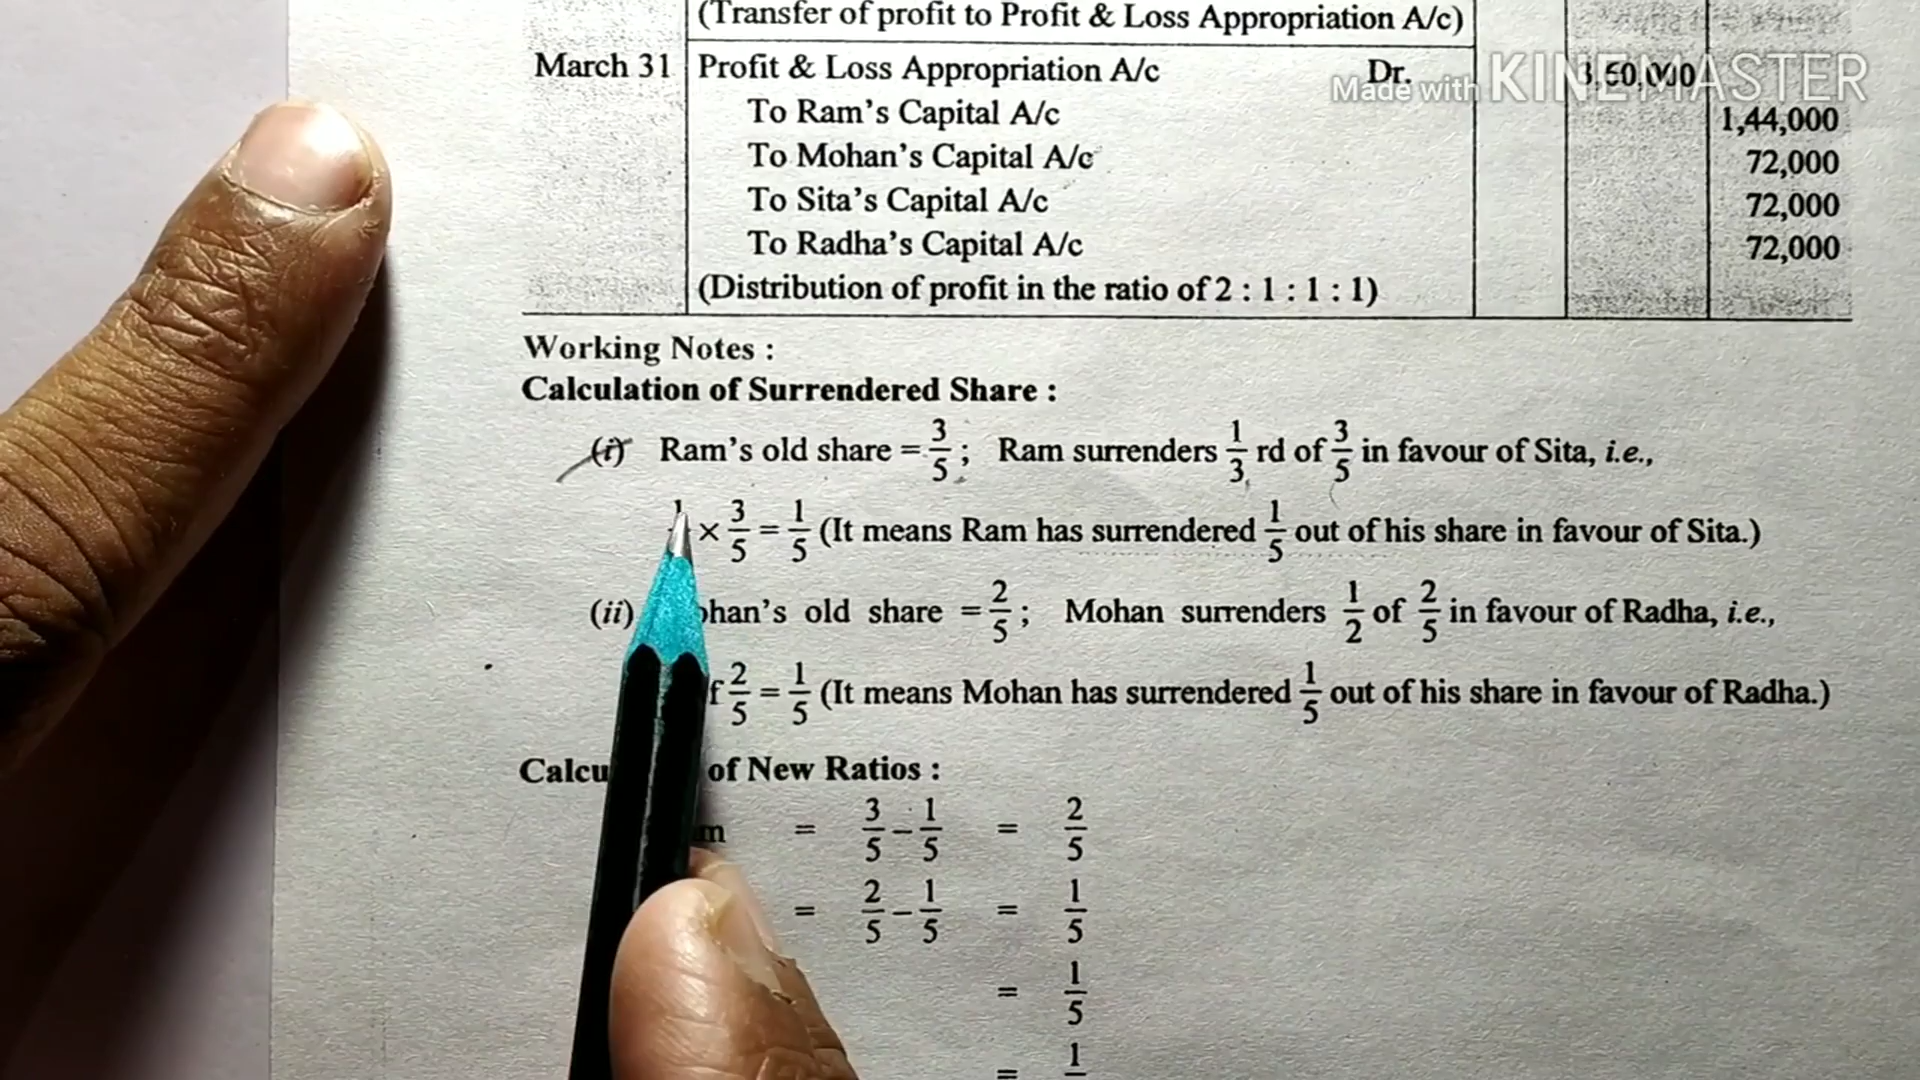 (Transfer of profit to Profit & Loss Appropriation A/c)
March 31 Profit & Loss Appropriation A/c Dr. 3,60,000
Made with KINEMASTER
To Ram's Capital A/c 1,44,000
To Mohan's Capital A/c 72,000
To Sita's Capital A/c 72,000
To Radha's Capital A/c 72,000
(Distribution of profit in the ratio of 2 : 1 : 1 : 1)
Working Notes :
Calculation of Surrendered Share :
(i) Ram's old share = 3/5 ; Ram surrenders 1/3 rd of 3/5 in favour of Sita, i.e.,
1 × 3/5 = 1/5 (It means Ram has surrendered 1/5 out of his share in favour of Sita.)
(ii) han's old share = 2/5 ; Mohan surrenders 1/2 of 2/5 in favour of Radha, i.e.,
f 2/5 = 1/5 (It means Mohan has surrendered 1/5 out of his share in favour of Radha.)
Calcu of New Ratios :
m = 3/5 − 1/5 = 2/5
= 2/5 − 1/5 = 1/5
= 1/5
= 1